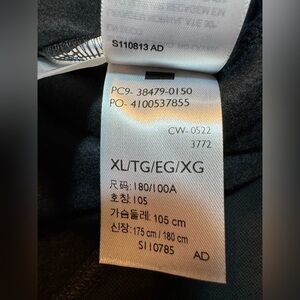 S110813 AD
PC9- 38479-0150
PO- 4100537855
CW-0522
3772
XL/TG/EG/XG
尺码: 180/100A
호칭: 105
가슴둘레: 105 cm
신장: 175 cm / 180 cm
S110785 AD